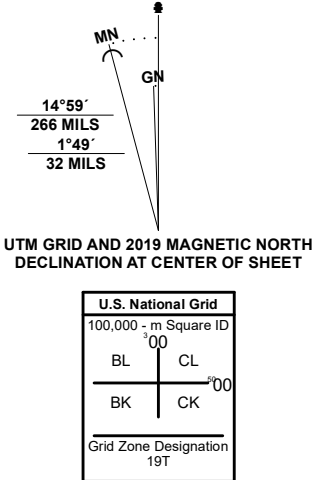 MN
GN
14°59´
266 MILS
1°49´
32 MILS
UTM GRID AND 2019 MAGNETIC NORTH
DECLINATION AT CENTER OF SHEET
U.S. National Grid
100,000 - m Square ID
³00
BL CL
⁵⁰00
BK CK
Grid Zone Designation
19T